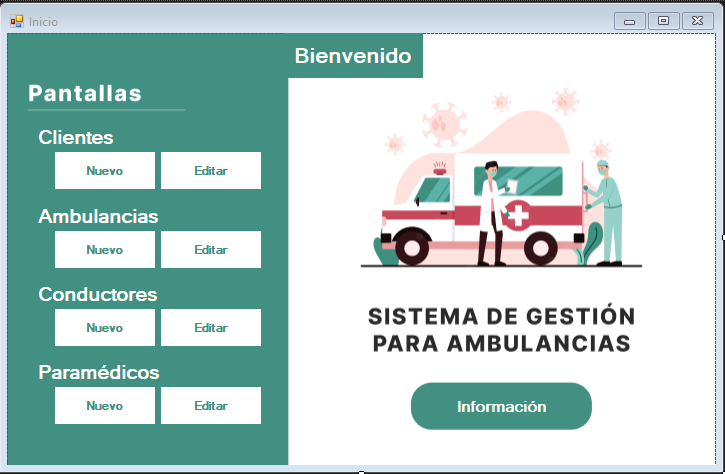 Inicio
Bienvenido
Pantallas
Clientes
Nuevo Editar
Ambulancias
Nuevo Editar
Conductores
Nuevo Editar
Paramédicos
Nuevo Editar
SISTEMA DE GESTIÓN
PARA AMBULANCIAS
Información